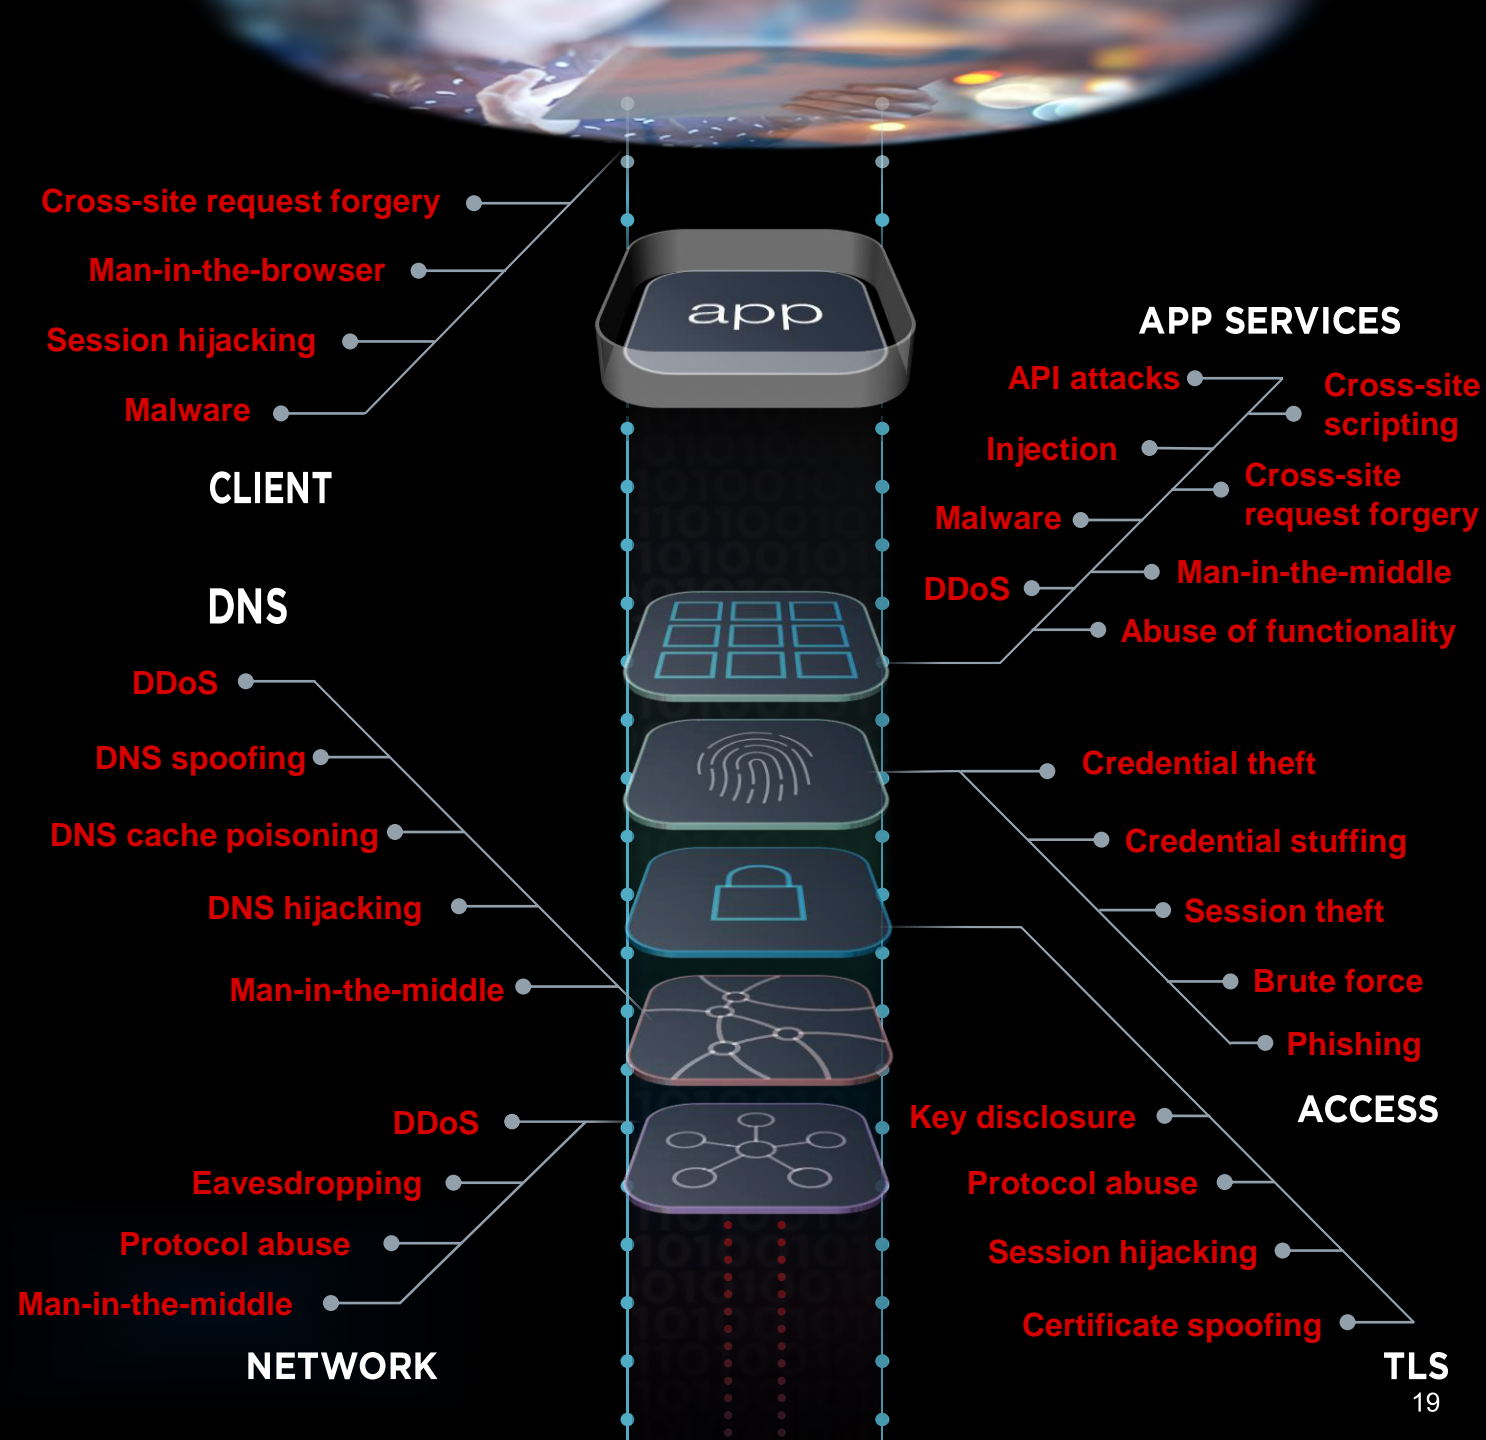 Cross-site request forgery
Man-in-the-browser
Session hijacking
Malware
CLIENT
app
APP SERVICES
API attacks
Cross-site
scripting
Injection
Cross-site
request forgery
Malware
Man-in-the-middle
DDoS
Abuse of functionality
DNS
DDoS
DNS spoofing
DNS cache poisoning
DNS hijacking
Man-in-the-middle
Credential theft
Credential stuffing
Session theft
Brute force
Phishing
ACCESS
DDoS
Eavesdropping
Protocol abuse
Man-in-the-middle
NETWORK
Key disclosure
Protocol abuse
Session hijacking
Certificate spoofing
TLS
19